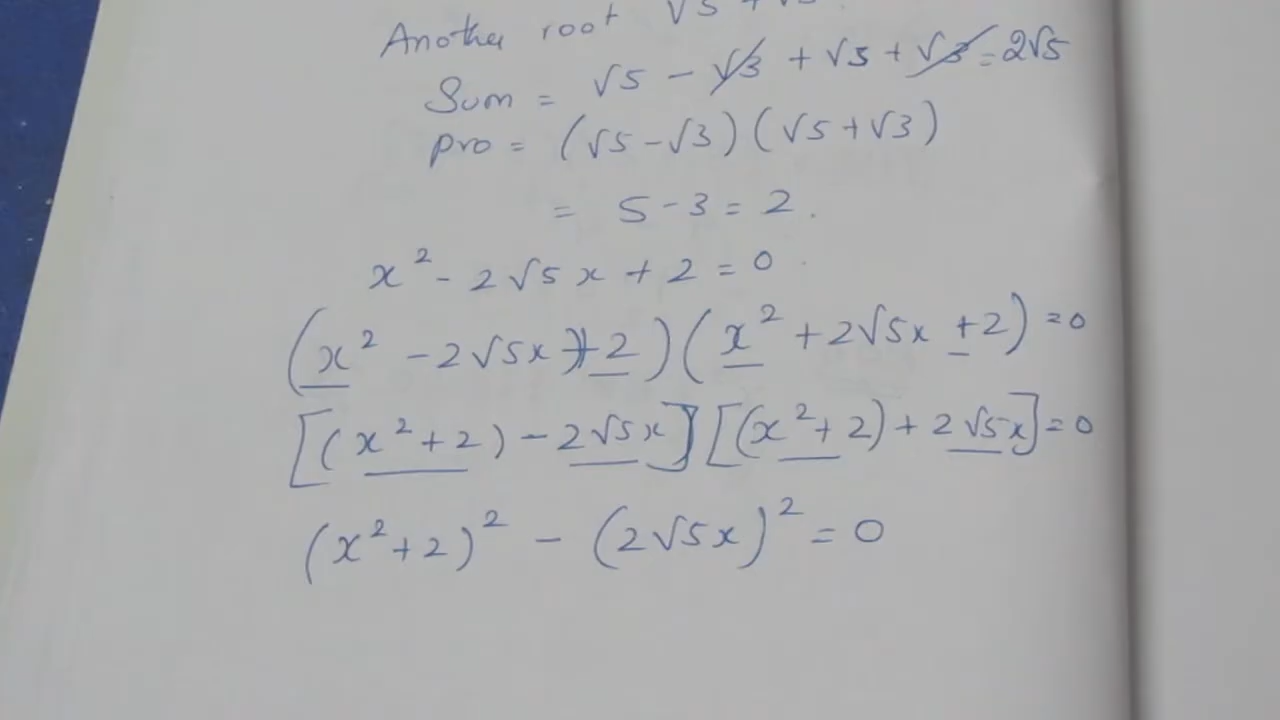 Another root √5 + √3
Sum = √5 - √3 + √5 + √3 = 2√5
pro = (√5-√3)(√5+√3)
= 5-3 = 2.
x² - 2√5x + 2 = 0
(x² - 2√5x + 2)(x² + 2√5x + 2) = 0
[(x²+2) - 2√5x][(x²+2) + 2√5x] = 0
(x²+2)² - (2√5x)² = 0